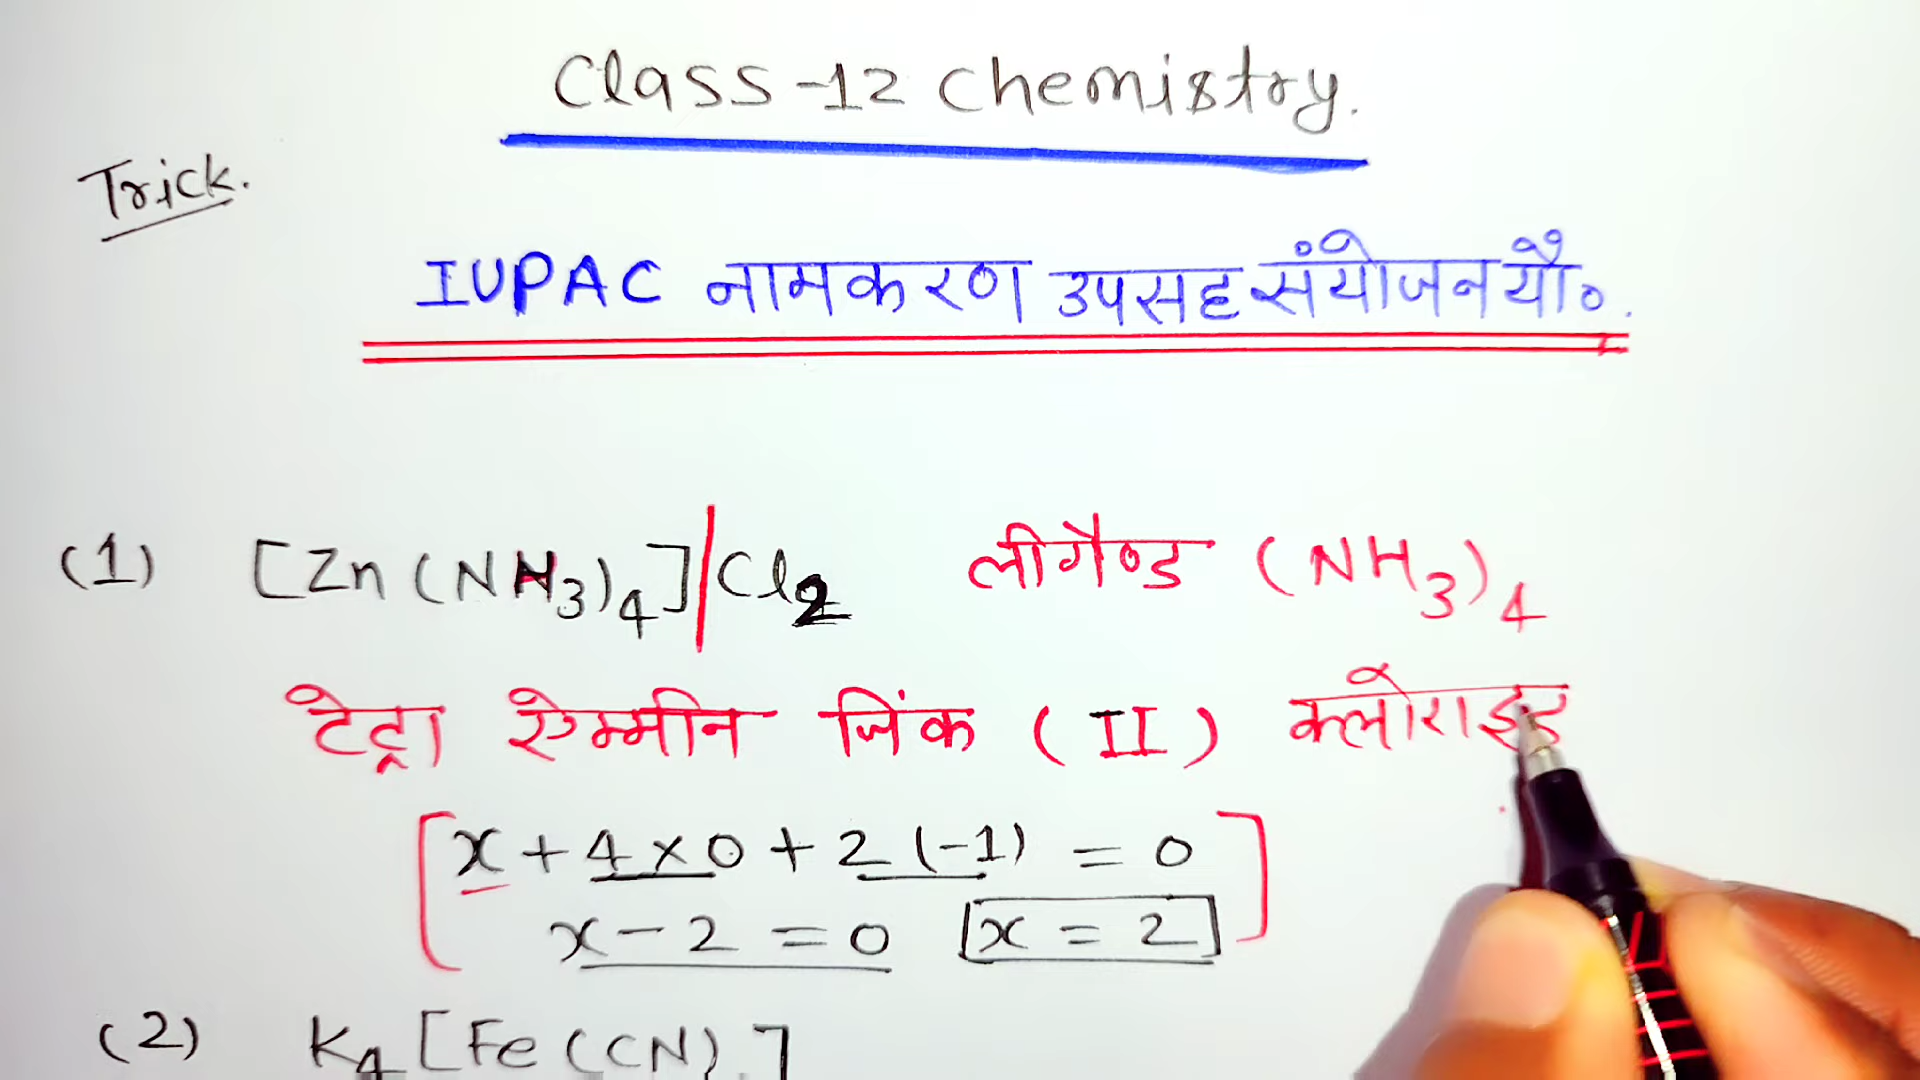 Class-12 Chemistry.
Trick.
IUPAC नामकरण उपसहसंयोजन यौ०.
(1) [Zn(NH3)4]|Cl2 लीगैण्ड (NH3)4
टेट्रा ऐम्मीन जिंक (II) क्लोराइड
[x + 4×0 + 2(-1) = 0]
x - 2 = 0 [x = 2]
(2) K4[Fe(CN)]